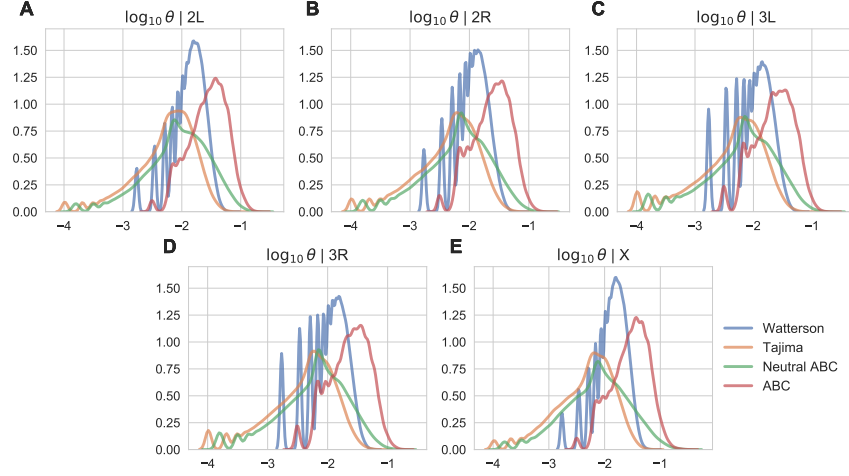 A log₁₀ θ | 2L
B log₁₀ θ | 2R
C log₁₀ θ | 3L
1.50 1.50 1.50
1.25 1.25 1.25
1.00 1.00 1.00
0.75 0.75 0.75
0.50 0.50 0.50
0.25 0.25 0.25
0.00 0.00 0.00
−4 −3 −2 −1 −4 −3 −2 −1 −4 −3 −2 −1
D log₁₀ θ | 3R
E log₁₀ θ | X
1.50 1.50
1.25 1.25
1.00 1.00
0.75 0.75
0.50 0.50
0.25 0.25
0.00 0.00
−4 −3 −2 −1 −4 −3 −2 −1
Watterson
Tajima
Neutral ABC
ABC